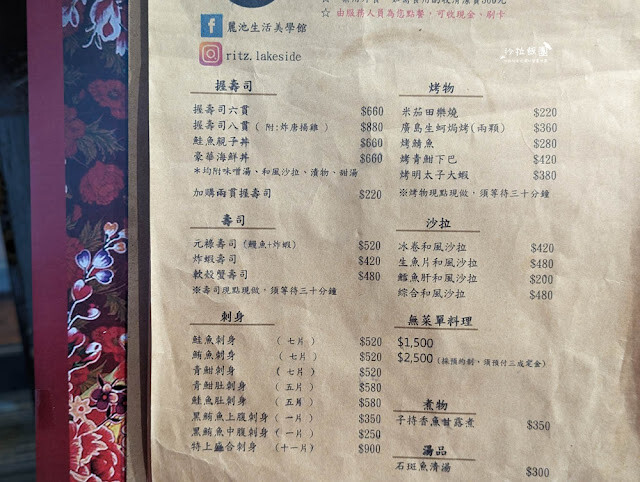 ☆ 由服務人員為您點餐，可收現金、刷卡
麗池生活美學館
ritz.lakeside
握壽司
握壽司六貫 $660
握壽司八貫 ( 附:炸唐揚雞 ) $880
鮭魚親子丼 $660
豪華海鮮丼 $660
*均附味噌湯、和風沙拉、漬物、甜湯
加購兩貫握壽司 $220
壽司
元祿壽司 (鰻魚+炸蝦) $520
炸蝦壽司 $420
軟殼蟹壽司 $480
※壽司現點現做，須等待三十分鐘
刺身
鮭魚刺身 ( 七片 ) $520
鮪魚刺身 ( 七片 ) $520
青魽刺身 ( 七片 ) $520
青魽肚刺身 ( 五片 ) $580
鮭魚肚刺身 ( 五片 ) $580
黑鮪魚上腹刺身 ( 一片 ) $350
黑鮪魚中腹刺身 ( 一片 ) $250
特上盛合刺身 (十一片) $900
烤物
米茄田樂燒 $220
廣島生蚵焗烤(兩顆) $360
烤鯖魚 $280
烤青魽下巴 $420
烤明太子大蝦 $380
※烤物現點現做，須等待三十分鐘
沙拉
冰卷和風沙拉 $420
生魚片和風沙拉 $480
鱈魚肝和風沙拉 $200
綜合和風沙拉 $480
無菜單料理
$1,500
$2,500 (採預約制，須預付三成定金)
煮物
子持香魚甘露煮 $350
湯品
石斑魚清湯 $300